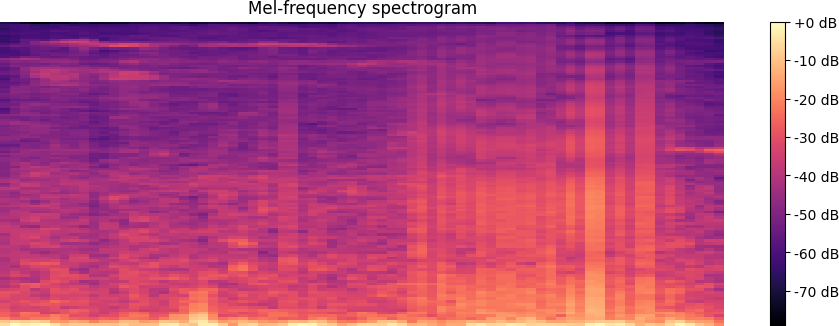 Mel-frequency spectrogram
+0 dB
-10 dB
-20 dB
-30 dB
-40 dB
-50 dB
-60 dB
-70 dB